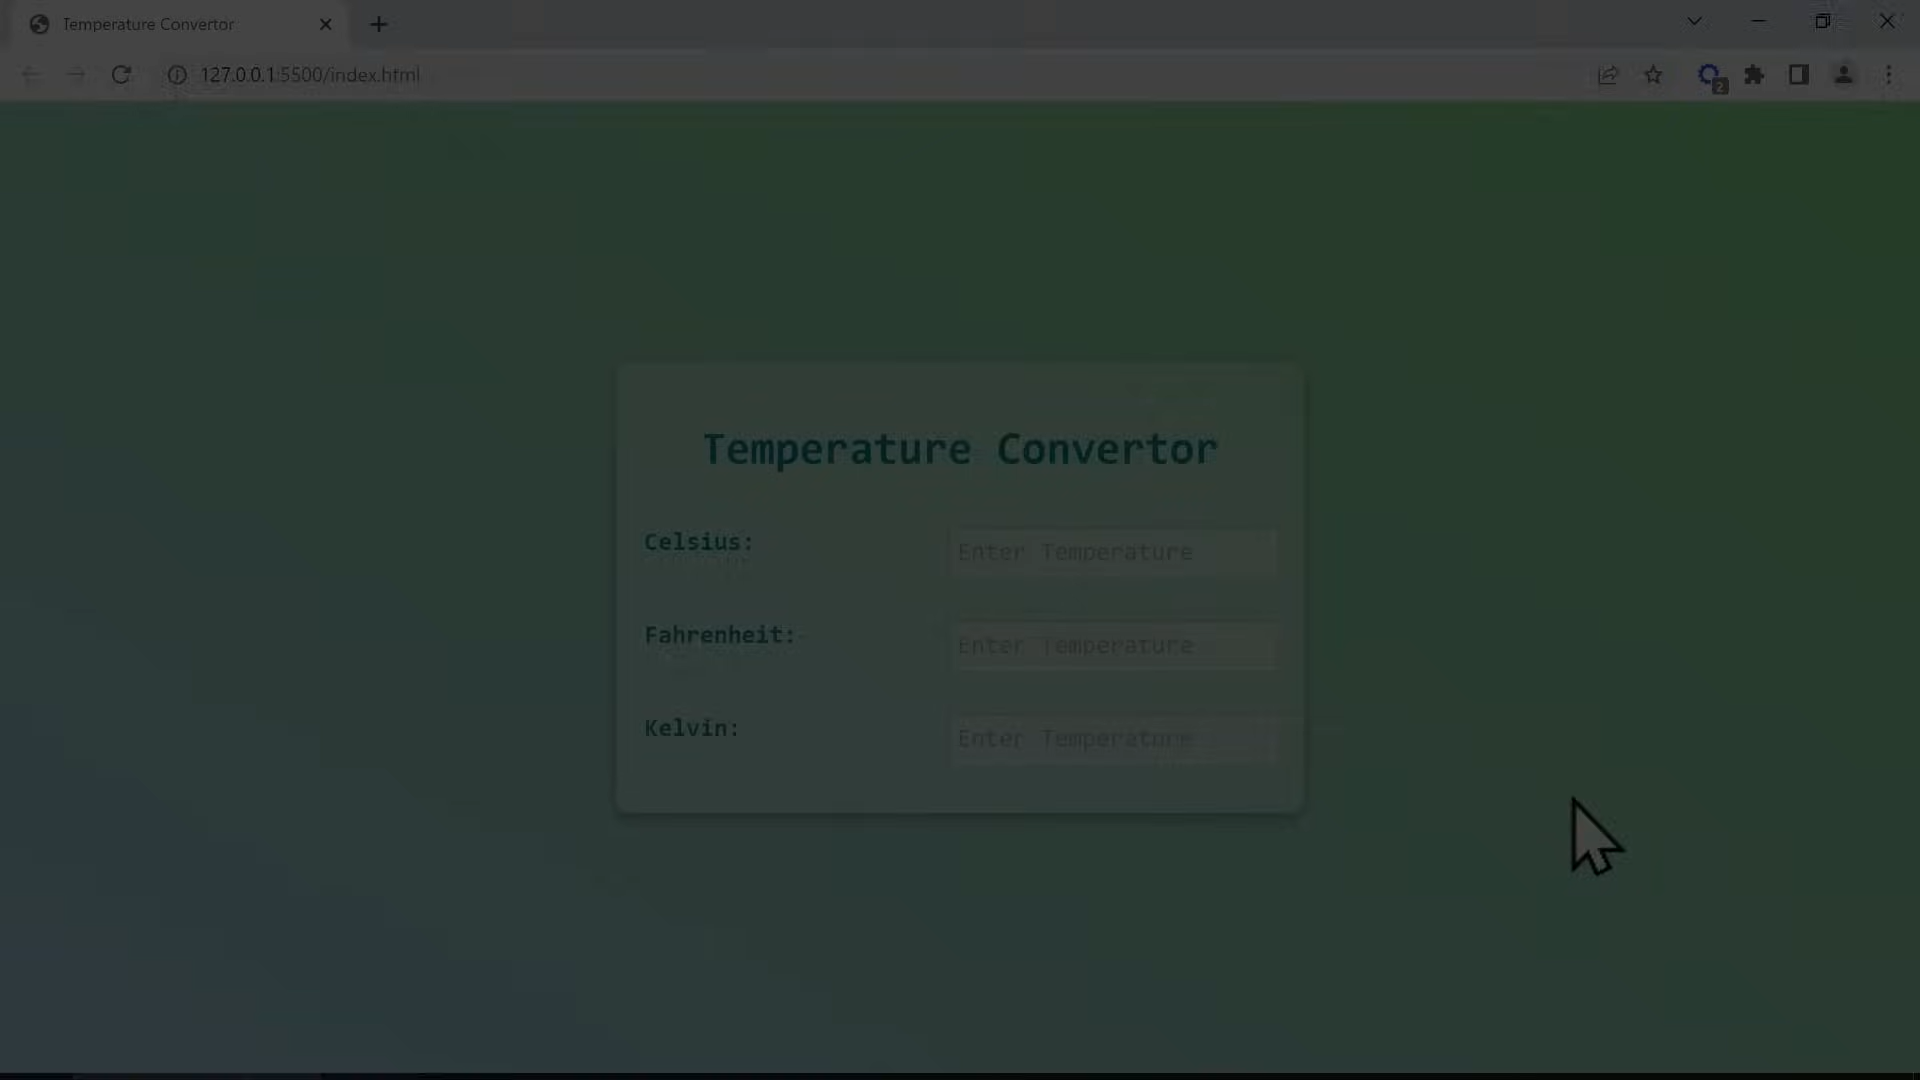 Temperature Convertor
127.0.0.1:5500/index.html
2
Temperature Convertor
Celsius:
Enter Temperature
Fahrenheit:
Enter Temperature
Kelvin:
Enter Temperature